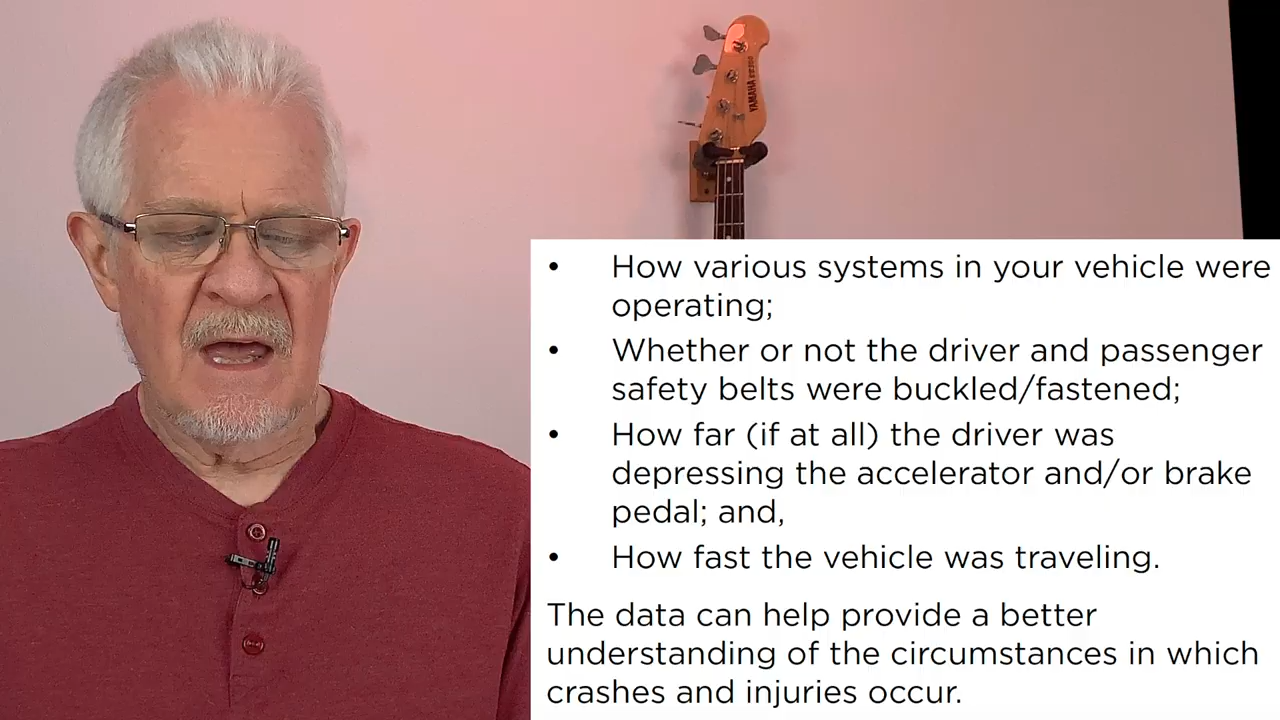 YAMAHA
• How various systems in your vehicle were
operating;
• Whether or not the driver and passenger
safety belts were buckled/fastened;
• How far (if at all) the driver was
depressing the accelerator and/or brake
pedal; and,
• How fast the vehicle was traveling.
The data can help provide a better
understanding of the circumstances in which
crashes and injuries occur.